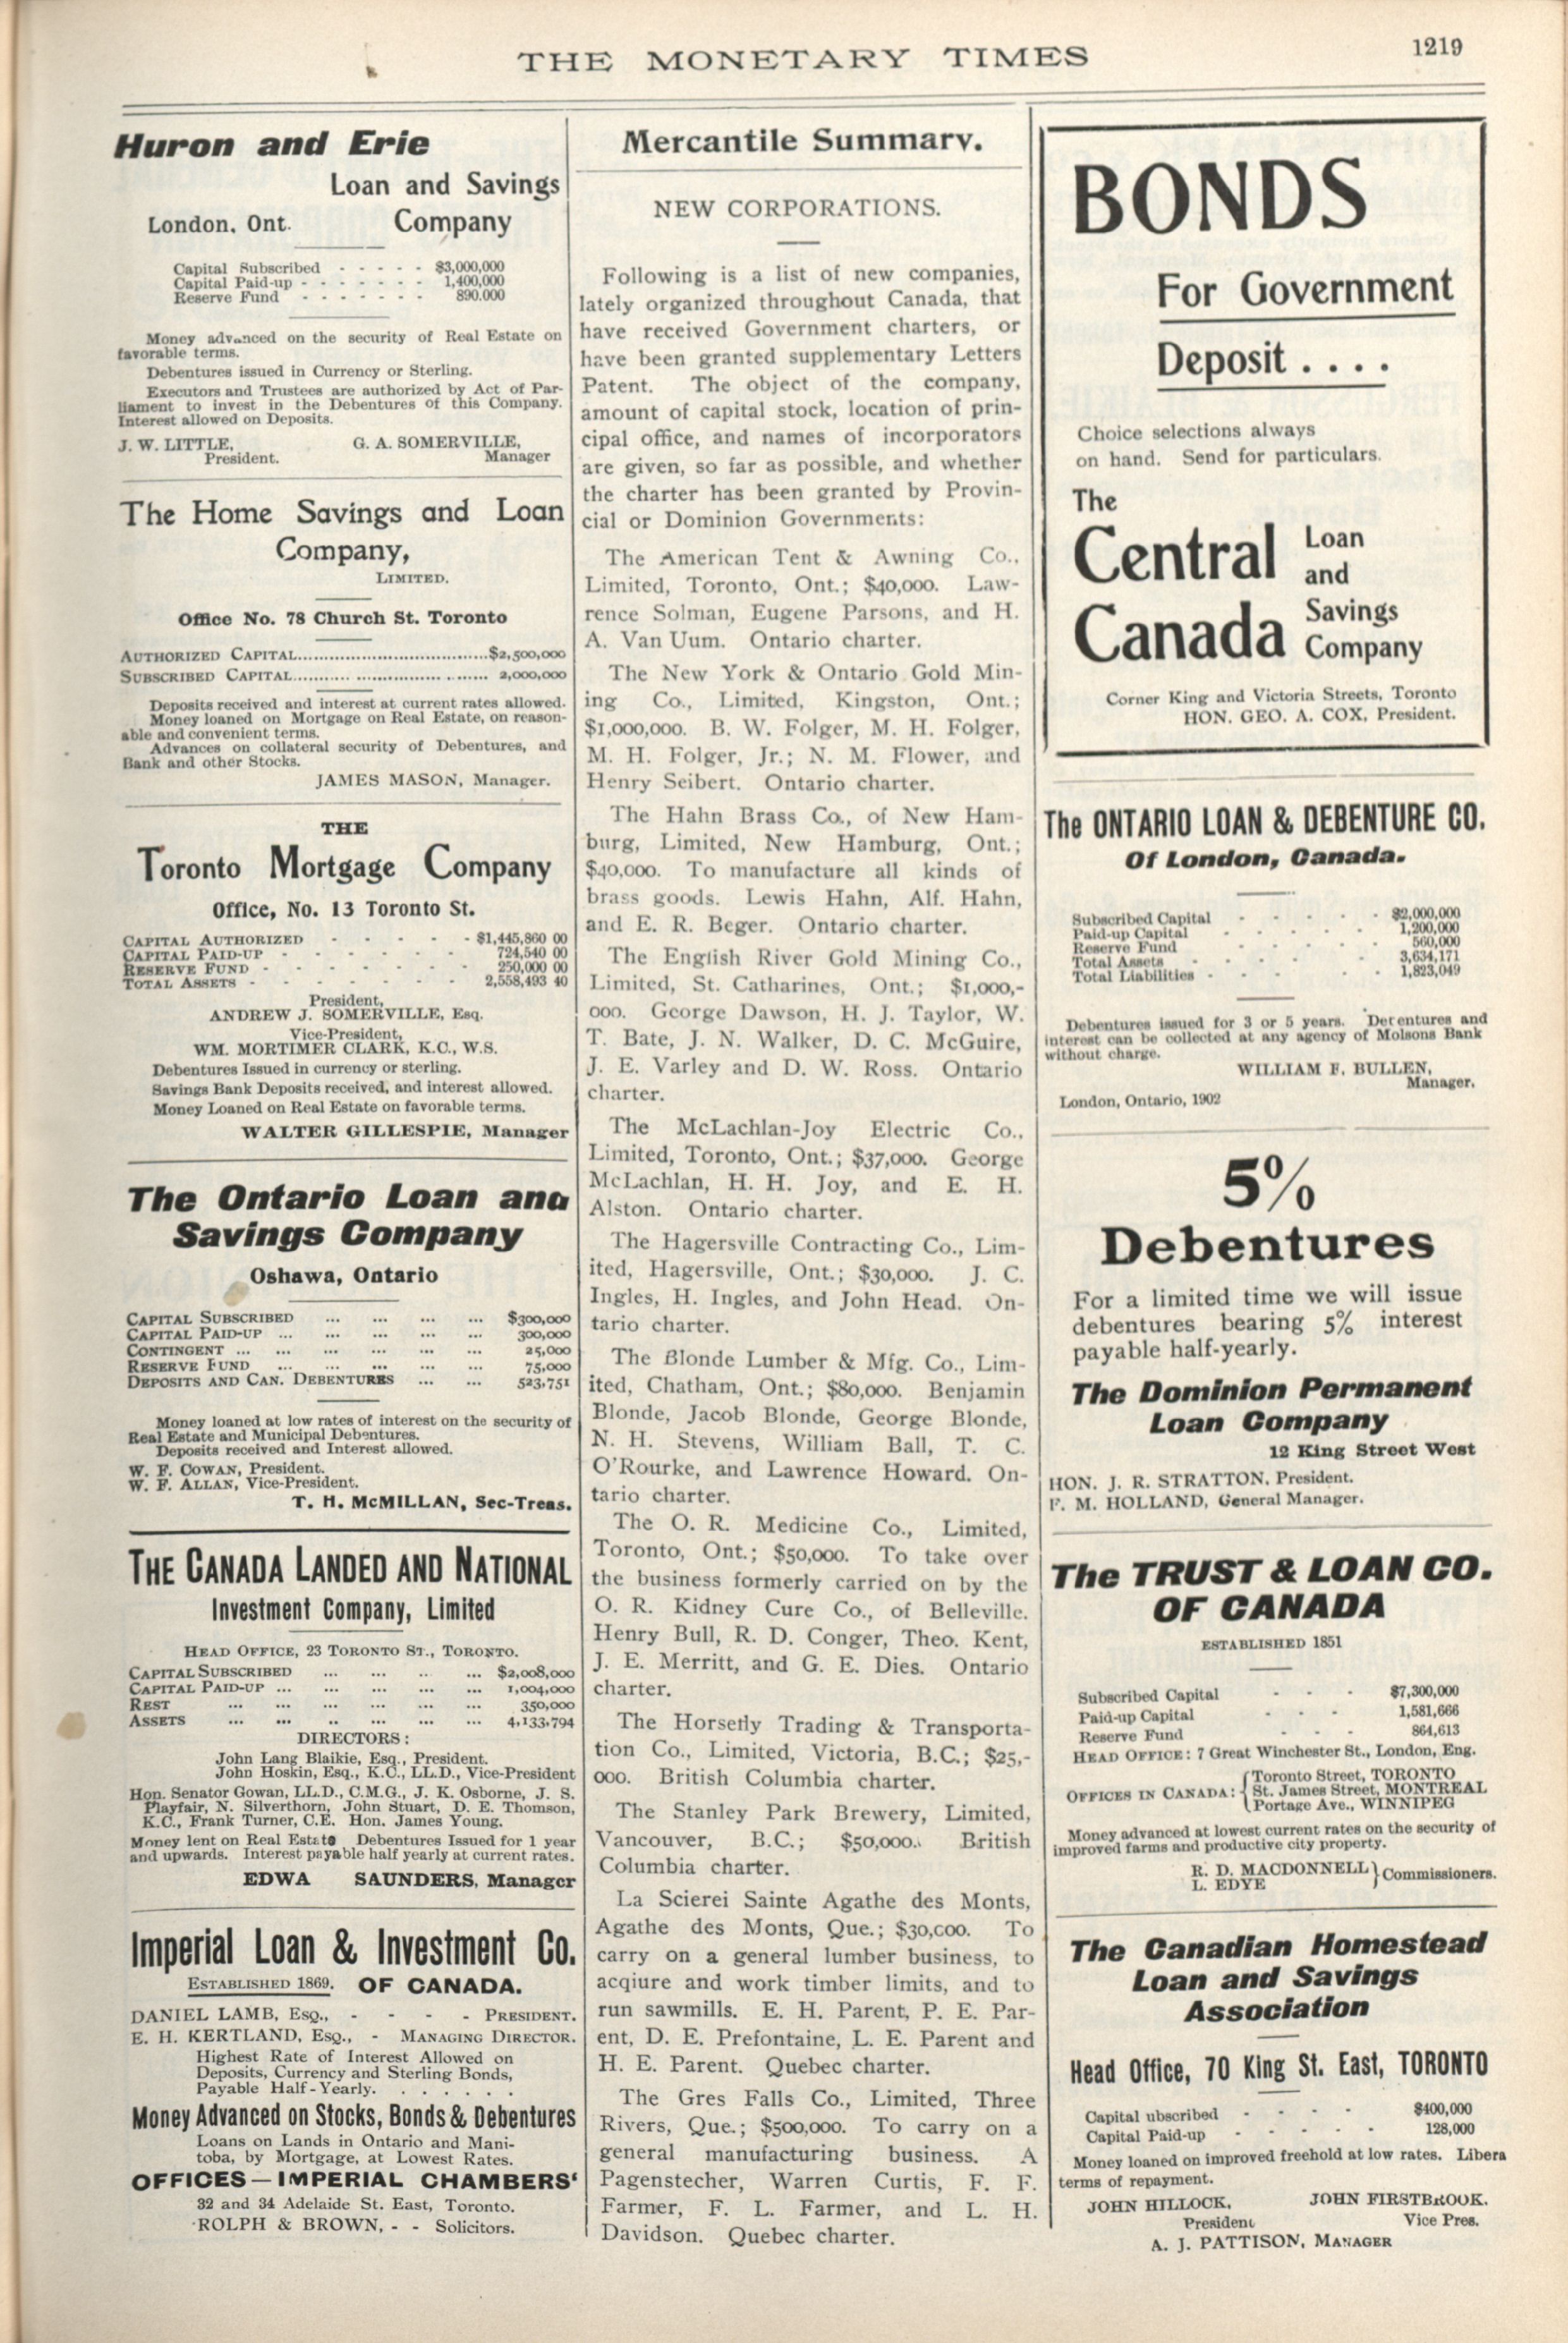 THE MONETARY TIMES
1219
Huron and Erie
Loan and Savings
London, Ont. Company
Capital Subscribed - - - - - $3,000,000
Capital Paid-up - - - - - - - 1,400,000
Reserve Fund - - - - - - - 890.000
Money advanced on the security of Real Estate on
favorable terms.
Debentures issued in Currency or Sterling.
Executors and Trustees are authorized by Act of Par-
liament to invest in the Debentures of this Company.
Interest allowed on Deposits.
J. W. LITTLE, G. A. SOMERVILLE,
President. Manager
The Home Savings and Loan
Company,
LIMITED.
Office No. 78 Church St. Toronto
AUTHORIZED CAPITAL................................$2,500,000
SUBSCRIBED CAPITAL................................ 2,000,000
Deposits received and interest at current rates allowed.
Money loaned on Mortgage on Real Estate, on reason-
able and convenient terms.
Advances on collateral security of Debentures, and
Bank and other Stocks.
JAMES MASON, Manager.
THE
Toronto Mortgage Company
Office, No. 13 Toronto St.
CAPITAL AUTHORIZED - - - - - $1,445,860 00
CAPITAL PAID-UP - - - - - 724,540 00
RESERVE FUND - - - - - - 250,000 00
TOTAL ASSETS - - - - - - 2,558,493 40
President,
ANDREW J. SOMERVILLE, Esq.
Vice-President,
WM. MORTIMER CLARK, K.C., W.S.
Debentures Issued in currency or sterling.
Savings Bank Deposits received, and interest allowed.
Money Loaned on Real Estate on favorable terms.
WALTER GILLESPIE, Manager
The Ontario Loan and
Savings Company
Oshawa, Ontario
CAPITAL SUBSCRIBED ... ... ... ... $300,000
CAPITAL PAID-UP ... ... ... ... ... 300,000
CONTINGENT ... ... ... ... ... ... 25,000
RESERVE FUND ... ... ... ... ... 75,000
DEPOSITS AND CAN. DEBENTURES ... ... 523,751
Money loaned at low rates of interest on the security of
Real Estate and Municipal Debentures.
Deposits received and Interest allowed.
W. F. COWAN, President.
W. F. ALLAN, Vice-President.
T. H. McMILLAN, Sec-Treas.
THE CANADA LANDED AND NATIONAL
Investment Company, Limited
HEAD OFFICE, 23 TORONTO ST., TORONTO.
CAPITAL SUBSCRIBED ... ... ... ... $2,008,000
CAPITAL PAID-UP ... ... ... ... ... 1,004,000
REST ... ... ... ... ... ... 350,000
ASSETS ... ... .. ... ... ... 4,133,794
DIRECTORS:
John Lang Blaikie, Esq., President.
John Hoskin, Esq., K.C., LL.D., Vice-President
Hon. Senator Gowan, LL.D., C.M.G., J. K. Osborne, J. S.
Playfair, N. Silverthorn, John Stuart, D. E. Thomson,
K.C., Frank Turner, C.E. Hon. James Young.
Money lent on Real Estate Debentures Issued for 1 year
and upwards. Interest payable half yearly at current rates.
EDWA SAUNDERS, Manager
Imperial Loan & Investment Co.
ESTABLISHED 1869. OF CANADA.
DANIEL LAMB, ESQ., - - - - PRESIDENT.
E. H. KERTLAND, ESQ., - MANAGING DIRECTOR.
Highest Rate of Interest Allowed on
Deposits, Currency and Sterling Bonds,
Payable Half-Yearly. . . . . . .
Money Advanced on Stocks, Bonds & Debentures
Loans on Lands in Ontario and Mani-
toba, by Mortgage, at Lowest Rates.
OFFICES—IMPERIAL CHAMBERS'
32 and 34 Adelaide St. East, Toronto.
ROLPH & BROWN, - - Solicitors.
Mercantile Summary.
NEW CORPORATIONS.
Following is a list of new companies,
lately organized throughout Canada, that
have received Government charters, or
have been granted supplementary Letters
Patent. The object of the company,
amount of capital stock, location of prin-
cipal office, and names of incorporators
are given, so far as possible, and whether
the charter has been granted by Provin-
cial or Dominion Governments:
The American Tent & Awning Co.,
Limited, Toronto, Ont.; $40,000. Law-
rence Solman, Eugene Parsons, and H.
A. Van Uum. Ontario charter.
The New York & Ontario Gold Min-
ing Co., Limited, Kingston, Ont.;
$1,000,000. B. W. Folger, M. H. Folger,
M. H. Folger, Jr.; N. M. Flower, and
Henry Seibert. Ontario charter.
The Hahn Brass Co., of New Ham-
burg, Limited, New Hamburg, Ont.;
$40,000. To manufacture all kinds of
brass goods. Lewis Hahn, Alf. Hahn,
and E. R. Beger. Ontario charter.
The English River Gold Mining Co.,
Limited, St. Catharines, Ont.; $1,000,-
000. George Dawson, H. J. Taylor, W.
T. Bate, J. N. Walker, D. C. McGuire,
J. E. Varley and D. W. Ross. Ontario
charter.
The McLachlan-Joy Electric Co.,
Limited, Toronto, Ont.; $37,000. George
McLachlan, H. H. Joy, and E. H.
Alston. Ontario charter.
The Hagersville Contracting Co., Lim-
ited, Hagersville, Ont.; $30,000. J. C.
Ingles, H. Ingles, and John Head. On-
tario charter.
The Blonde Lumber & Mfg. Co., Lim-
ited, Chatham, Ont.; $80,000. Benjamin
Blonde, Jacob Blonde, George Blonde,
N. H. Stevens, William Ball, T. C.
O'Rourke, and Lawrence Howard. On-
tario charter.
The O. R. Medicine Co., Limited,
Toronto, Ont.; $50,000. To take over
the business formerly carried on by the
O. R. Kidney Cure Co., of Belleville.
Henry Bull, R. D. Conger, Theo. Kent,
J. E. Merritt, and G. E. Dies. Ontario
charter.
The Horsefly Trading & Transporta-
tion Co., Limited, Victoria, B.C.; $25,-
000. British Columbia charter.
The Stanley Park Brewery, Limited,
Vancouver, B.C.; $50,000. British
Columbia charter.
La Scierei Sainte Agathe des Monts,
Agathe des Monts, Que.; $30,000. To
carry on a general lumber business, to
acqiure and work timber limits, and to
run sawmills. E. H. Parent, P. E. Par-
ent, D. E. Prefontaine, L. E. Parent and
H. E. Parent. Quebec charter.
The Gres Falls Co., Limited, Three
Rivers, Que.; $500,000. To carry on a
general manufacturing business. A
Pagenstecher, Warren Curtis, F. F.
Farmer, F. L. Farmer, and L. H.
Davidson. Quebec charter.
BONDS
For Government
Deposit . . . .
Choice selections always
on hand. Send for particulars.
The
Central Loan and
Canada Savings Company
Corner King and Victoria Streets, Toronto
HON. GEO. A. COX, President.
The ONTARIO LOAN & DEBENTURE CO.
Of London, Canada.
Subscribed Capital - - - - - $2,000,000
Paid-up Capital - - - - - 1,200,000
Reserve Fund - - - - - 560,000
Total Assets - - - - - 3,634,171
Total Liabilities - - - - - 1,823,049
Debentures issued for 3 or 5 years. Decentures and
interest can be collected at any agency of Molsons Bank
without charge.
WILLIAM F. BULLEN,
Manager.
London, Ontario, 1902
5%
Debentures
For a limited time we will issue
debentures bearing 5% interest
payable half-yearly.
The Dominion Permanent
Loan Company
12 King Street West
HON. J. R. STRATTON, President.
F. M. HOLLAND, General Manager.
The TRUST & LOAN CO.
OF CANADA
ESTABLISHED 1851
Subscribed Capital - - - $7,300,000
Paid-up Capital - - - 1,581,666
Reserve Fund - - - 864,613
HEAD OFFICE: 7 Great Winchester St., London, Eng.
OFFICES IN CANADA: Toronto Street, TORONTO
St. James Street, MONTREAL
Portage Ave., WINNIPEG
Money advanced at lowest current rates on the security of
improved farms and productive city property.
R. D. MACDONNELL
L. EDYE Commissioners.
The Canadian Homestead
Loan and Savings
Association
Head Office, 70 King St. East, TORONTO
Capital ubscribed - - - - $400,000
Capital Paid-up - - - - - 128,000
Money loaned on improved freehold at low rates. Libera
terms of repayment.
JOHN HILLOCK, JOHN FIRSTBROOK.
President Vice Pres.
A. J. PATTISON, MANAGER